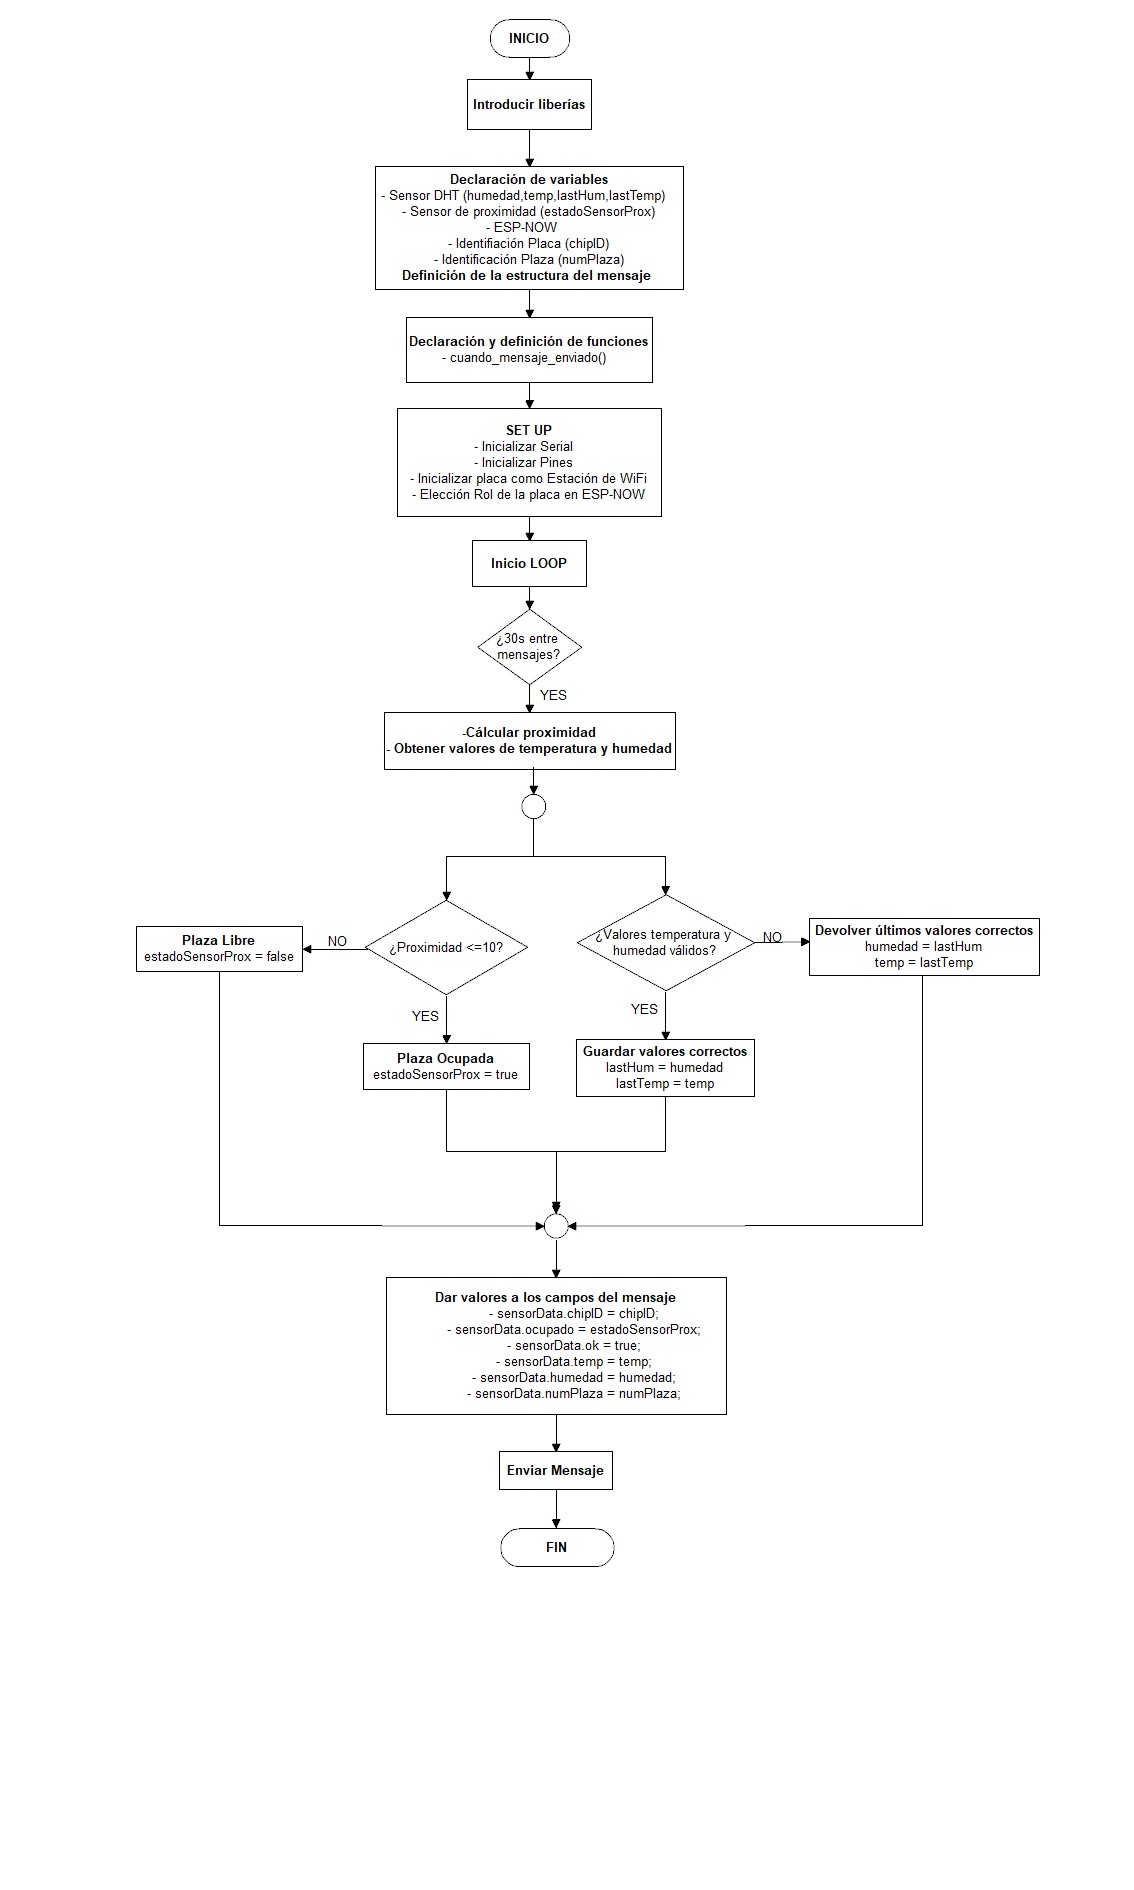 INICIO
Introducir liberías
Declaración de variables
- Sensor DHT (humedad,temp,lastHum,lastTemp)
- Sensor de proximidad (estadoSensorProx)
- ESP-NOW
- Identifiación Placa (chipID)
- Identificación Plaza (numPlaza)
Definición de la estructura del mensaje
Declaración y definición de funciones
- cuando_mensaje_enviado()
SET UP
- Inicializar Serial
- Inicializar Pines
- Inicializar placa como Estación de WiFi
- Elección Rol de la placa en ESP-NOW
Inicio LOOP
¿30s entre
mensajes?
YES
-Cálcular proximidad
- Obtener valores de temperatura y humedad
Plaza Libre
estadoSensorProx = false
NO
¿Proximidad <=10?
YES
Plaza Ocupada
estadoSensorProx = true
¿Valores temperatura y
humedad válidos?
NO
Devolver últimos valores correctos
humedad = lastHum
temp = lastTemp
YES
Guardar valores correctos
lastHum = humedad
lastTemp = temp
Dar valores a los campos del mensaje
- sensorData.chipID = chipID;
- sensorData.ocupado = estadoSensorProx;
- sensorData.ok = true;
- sensorData.temp = temp;
- sensorData.humedad = humedad;
- sensorData.numPlaza = numPlaza;
Enviar Mensaje
FIN